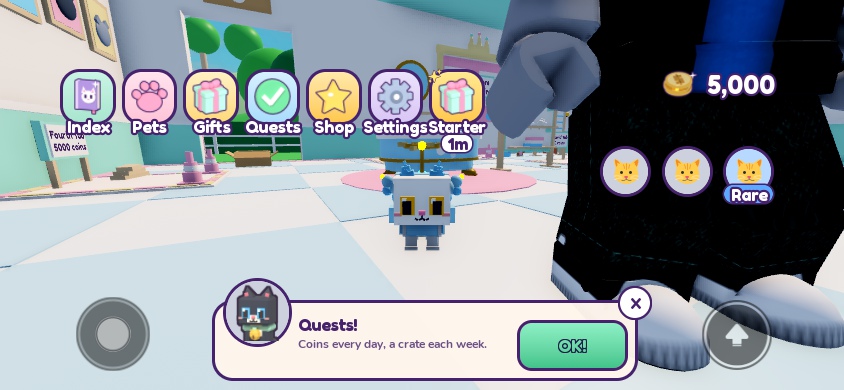 5,000
Index
Pets
Gifts
Quests
Shop
Settings
Starter
1m
5000 coins
Rare
Quests!
Coins every day, a crate each week.
OK!